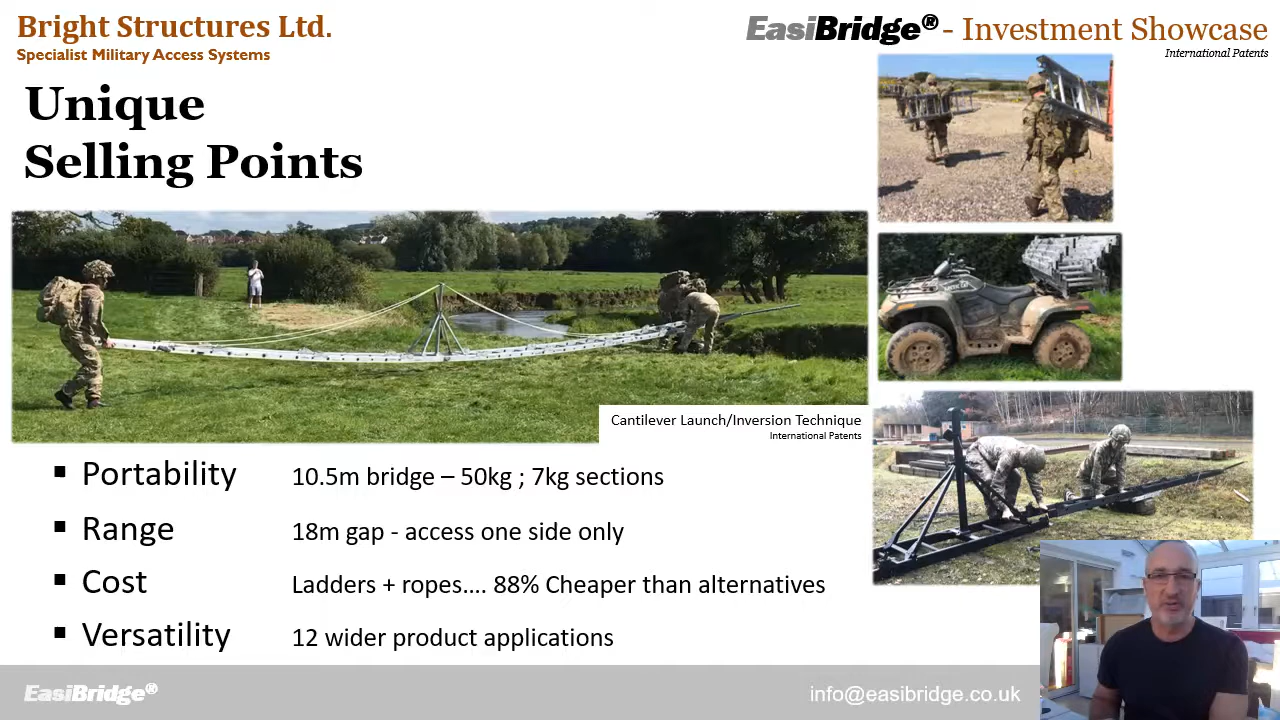 Bright Structures Ltd.
Specialist Military Access Systems
EasiBridge® - Investment Showcase
International Patents
Unique
Selling Points
Cantilever Launch/Inversion Technique
International Patents
▪ Portability 10.5m bridge – 50kg ; 7kg sections
▪ Range 18m gap - access one side only
▪ Cost Ladders + ropes.... 88% Cheaper than alternatives
▪ Versatility 12 wider product applications
EasiBridge®
info@easibridge.co.uk